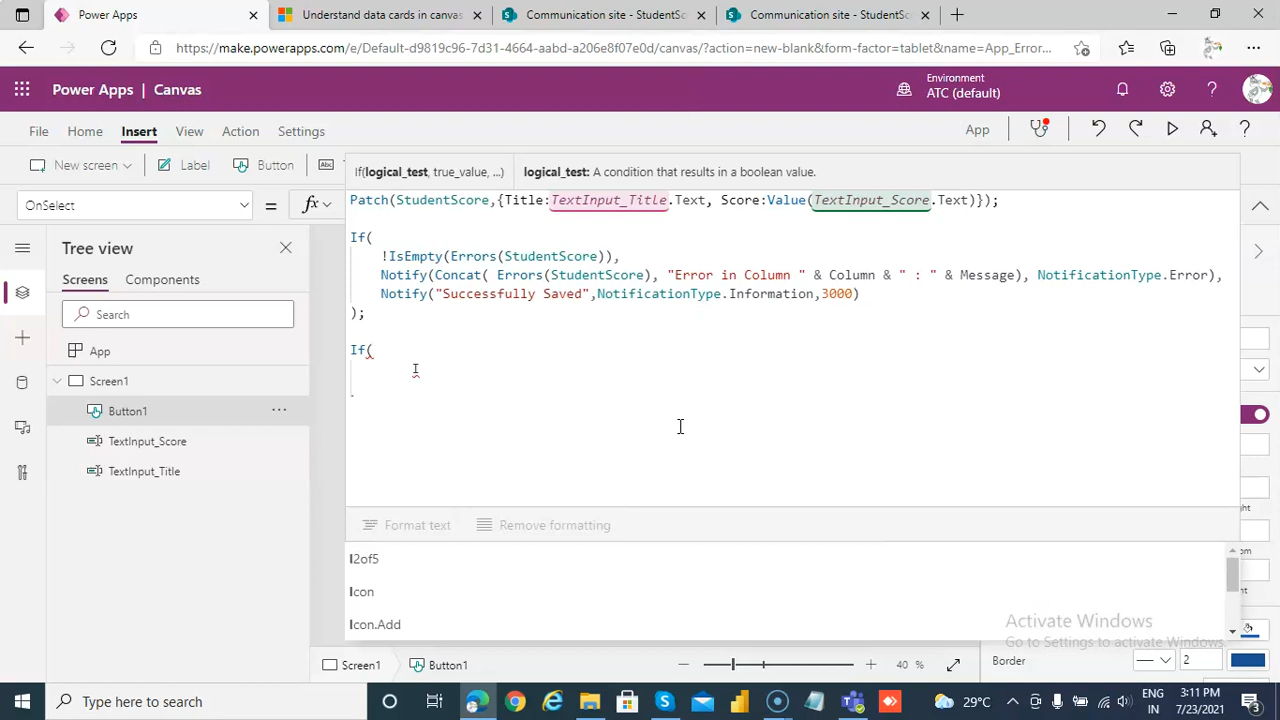 Power Apps
Understand data cards in canvas
Communication site - StudentSco
Communication site - StudentSco
https://make.powerapps.com/e/Default-d9819c96-7d31-4664-aabd-a206e8f07e0d/canvas/?action=new-blank&form-factor=tablet&name=App_Error...
Power Apps | Canvas
Environment
ATC (default)
File Home Insert View Action Settings
App
New screen
Label
Button
Abc
If(logical_test, true_value, ...)
logical_test: A condition that results in a boolean value.
OnSelect
= fx
Patch(StudentScore,{Title:TextInput_Title.Text, Score:Value(TextInput_Score.Text)});
If(
!IsEmpty(Errors(StudentScore)),
Notify(Concat( Errors(StudentScore), "Error in Column " & Column & " : " & Message), NotificationType.Error),
Notify("Successfully Saved",NotificationType.Information,3000)
);
If(
Tree view
Screens Components
Search
App
Screen1
Button1
TextInput_Score
TextInput_Title
Format text
Remove formatting
I2of5
Icon
Icon.Add
Activate Windows
Go to Settings to activate Windows.
Screen1
Button1
40 %
Border
2
Type here to search
29°C
ENG
IN
3:11 PM
7/23/2021
3